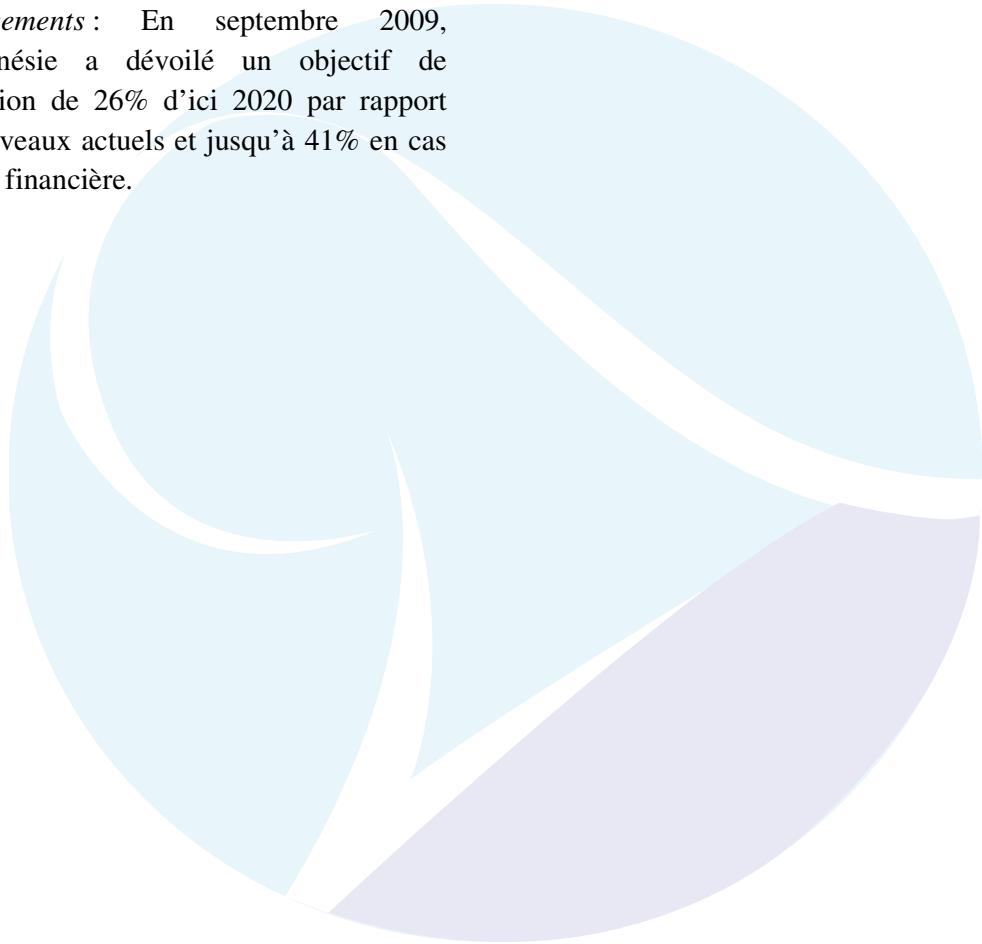 ements : En septembre 2009,
nésie a dévoilé un objectif de
ion de 26% d'ici 2020 par rapport
veaux actuels et jusqu'à 41% en cas
financière.